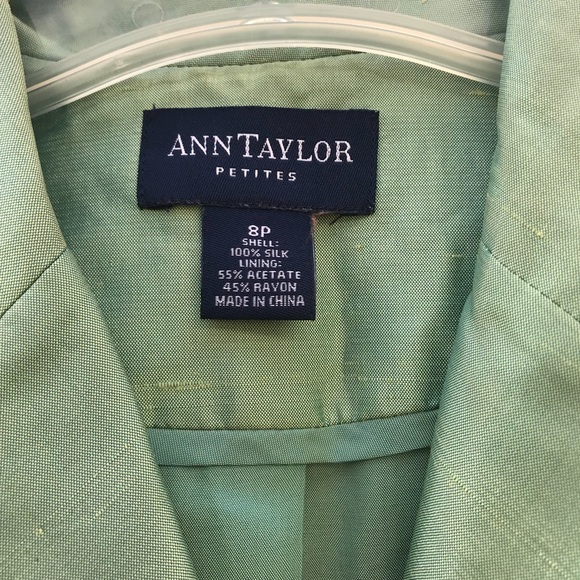 ANNTAYLOR
PETITES
8P
SHELL:
100% SILK
LINING:
55% ACETATE
45% RAYON
MADE IN CHINA